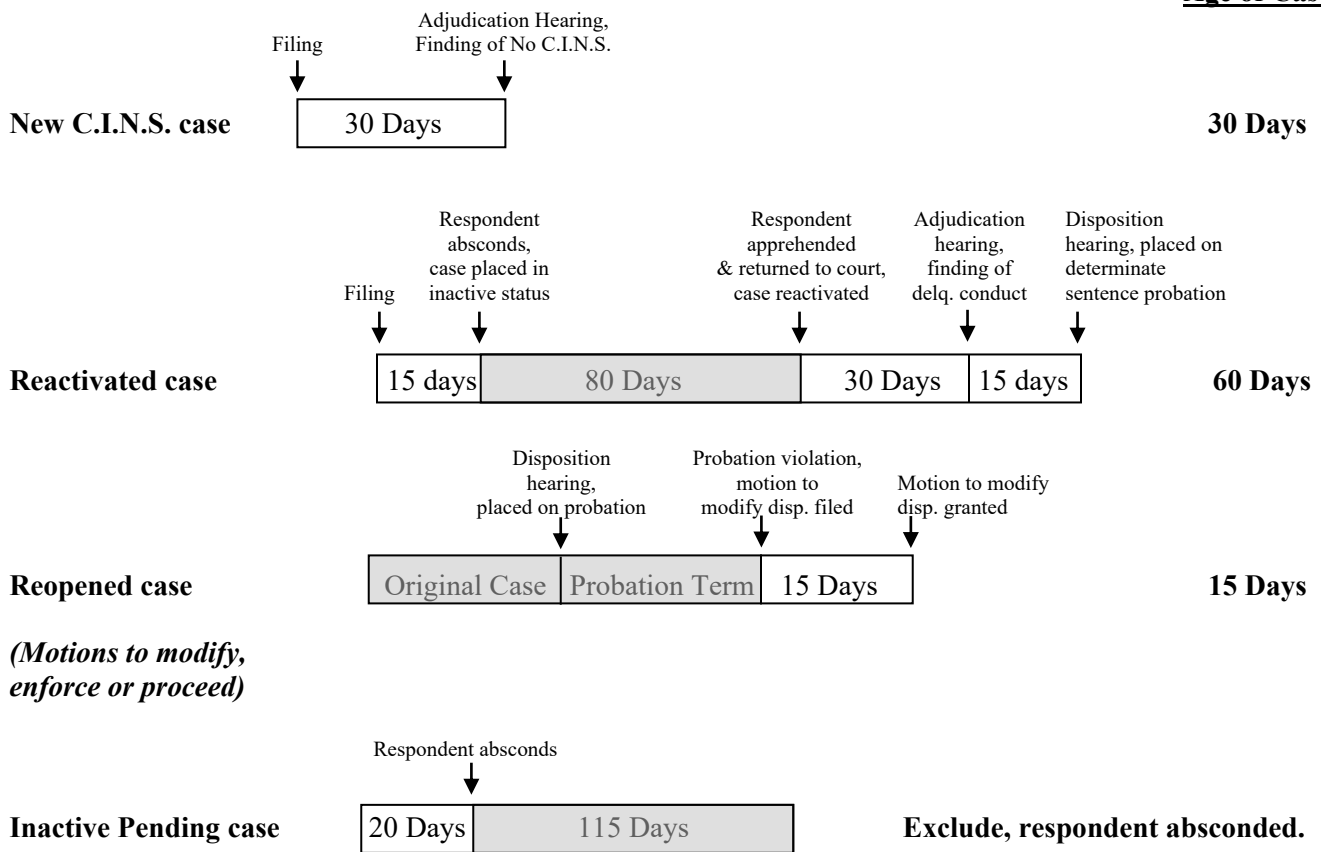 Adjudication Hearing,
Filing Finding of No C.I.N.S.
New C.I.N.S. case 30 Days 30 Days
Respondent
absconds,
case placed in
inactive status
Respondent
apprehended
& returned to court,
case reactivated
Adjudication
hearing,
finding of
delq. conduct
Disposition
hearing, placed on
determinate
sentence probation
Filing
Reactivated case 15 days 80 Days 30 Days 15 days 60 Days
Disposition
hearing,
placed on probation
Probation violation,
motion to
modify disp. filed
Motion to modify
disp. granted
Reopened case Original Case Probation Term 15 Days 15 Days
(Motions to modify,
enforce or proceed)
Respondent absconds
Inactive Pending case 20 Days 115 Days Exclude, respondent absconded.